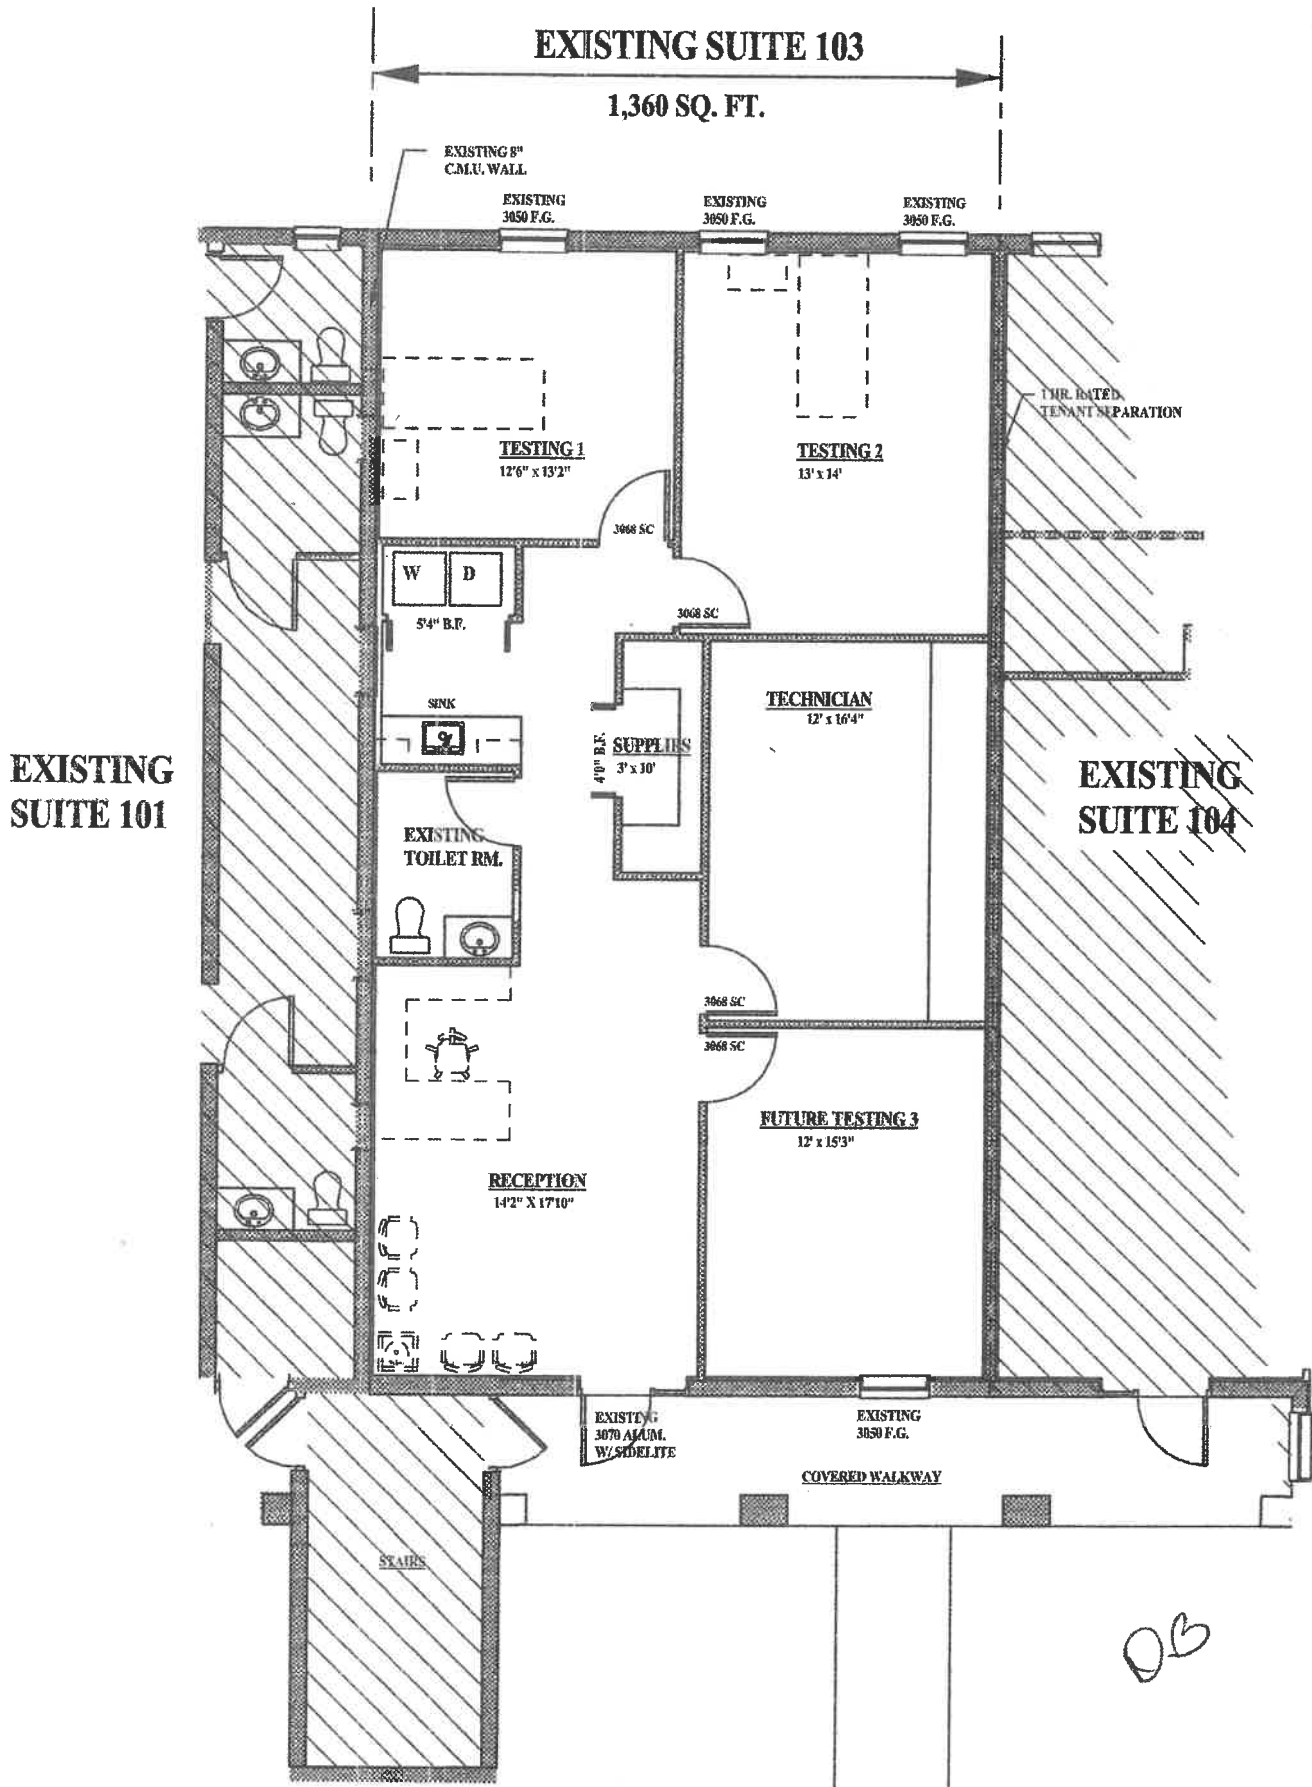 EXISTING SUITE 103
1,360 SQ. FT.
EXISTING 8"
C.M.U. WALL
EXISTING
3050 F.G.
EXISTING
3050 F.G.
EXISTING
3050 F.G.
1 HR. RATED
TENANT SEPARATION
TESTING 1
12'6" x 13'2"
TESTING 2
13' x 14'
3068 SC
3068 SC
W
D
5'4" B.F.
SINK
TECHNICIAN
12' x 16'4"
SUPPLIES
3' x 10'
4'0" B.F.
EXISTING
SUITE 101
EXISTING
SUITE 104
EXISTING
TOILET RM.
3068 SC
3068 SC
FUTURE TESTING 3
12' x 15'3"
RECEPTION
14'2" X 17'10"
EXISTING
3070 ALUM.
W/ SIDELITE
EXISTING
3050 F.G.
COVERED WALKWAY
STAIRS